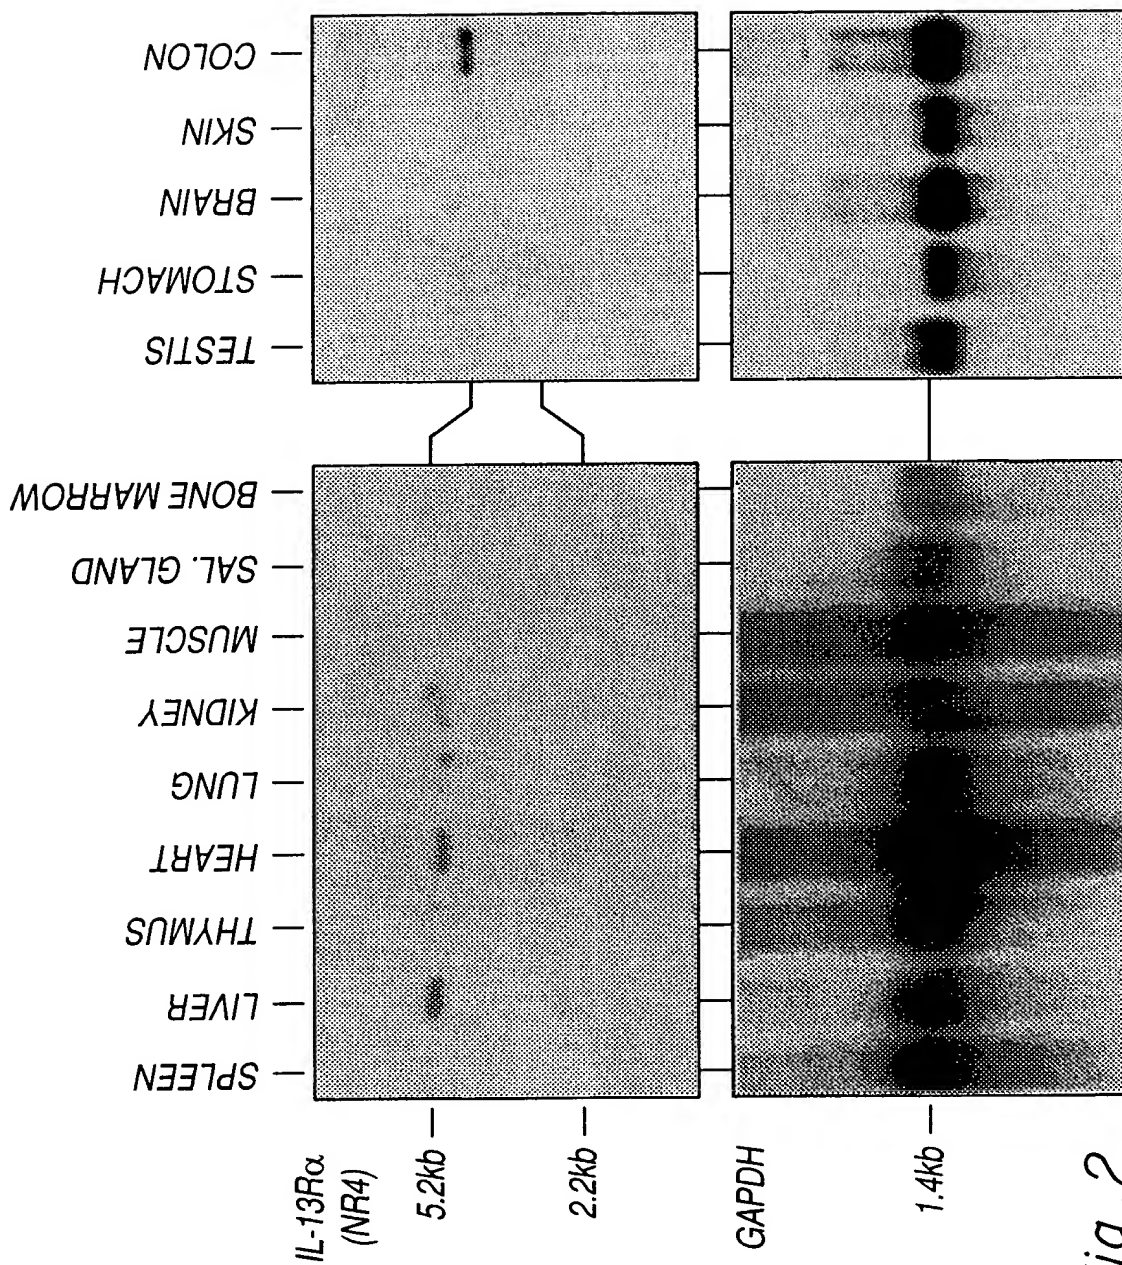 SPLEEN
LIVER
THYMUS
HEART
LUNG
KIDNEY
MUSCLE
SAL. GLAND
BONE MARROW
TESTIS
STOMACH
BRAIN
SKIN
COLON
IL-13Rα
(NR4)
5.2kb
2.2kb
GAPDH
1.4kb